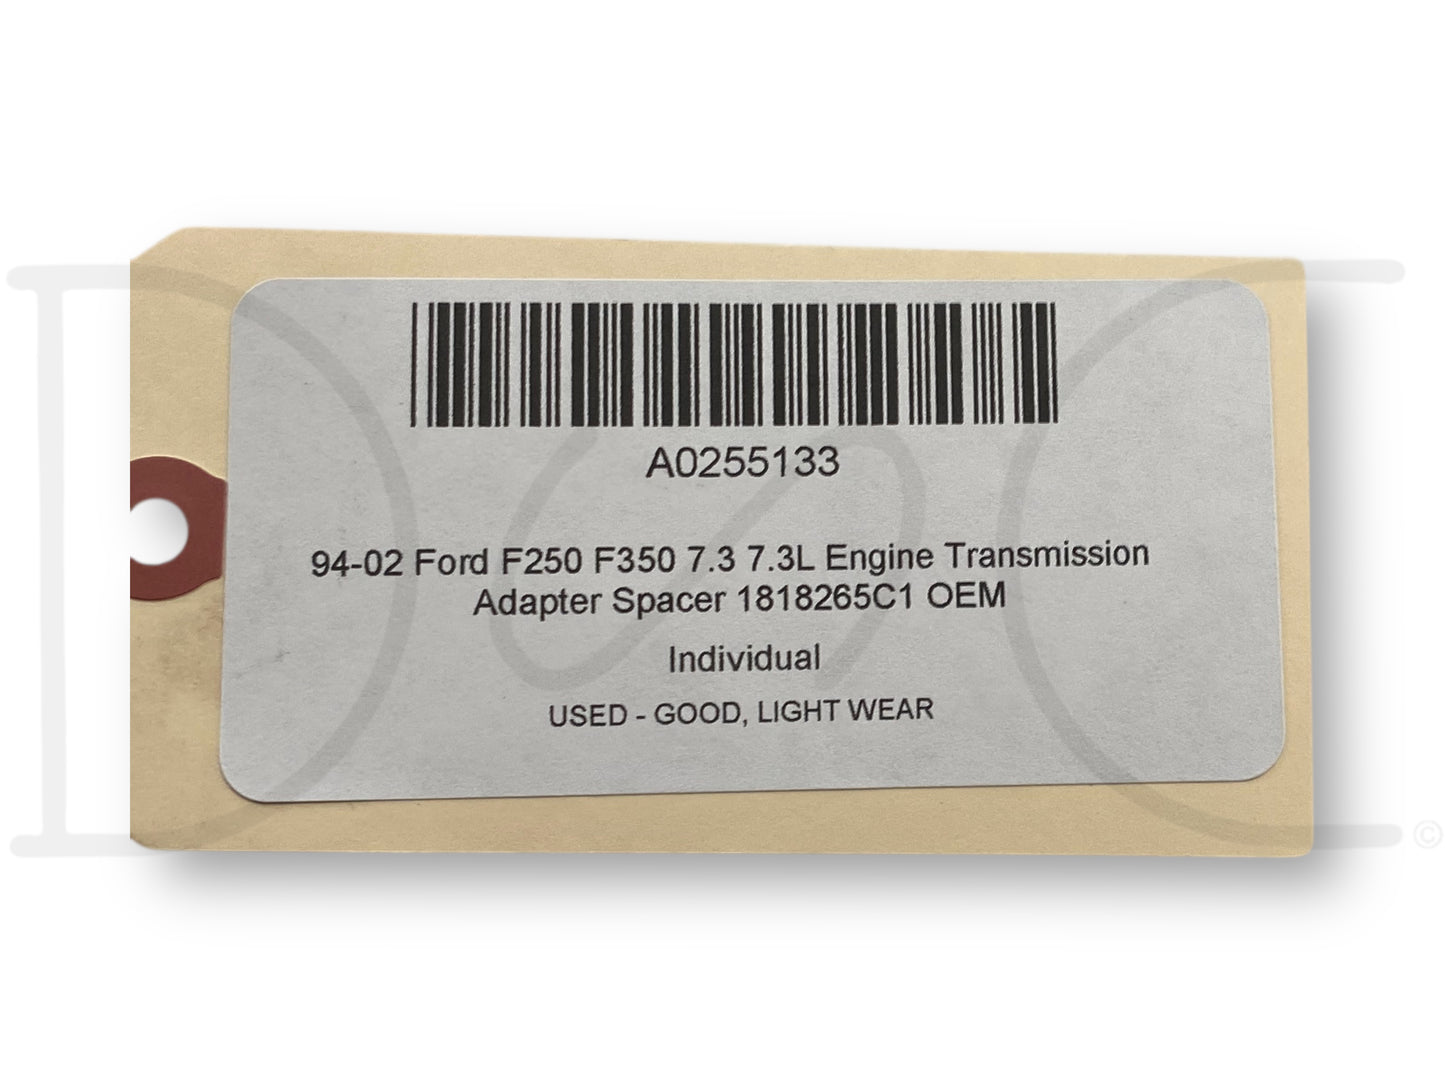 A0255133
94-02 Ford F250 F350 7.3 7.3L Engine Transmission
Adapter Spacer 1818265C1 OEM
Individual
USED - GOOD, LIGHT WEAR
©